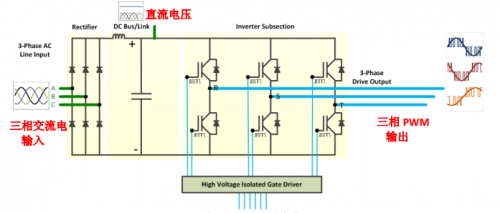 Rectifier
DC Bus/Link
直流电压
Inverter Subsection
3-Phase AC
Line Input
+
3-Phase
Drive Output
A
B
C
R
S
T
三相交流电
输入
三相 PWM
输出
-
High Voltage Isolated Gate Driver